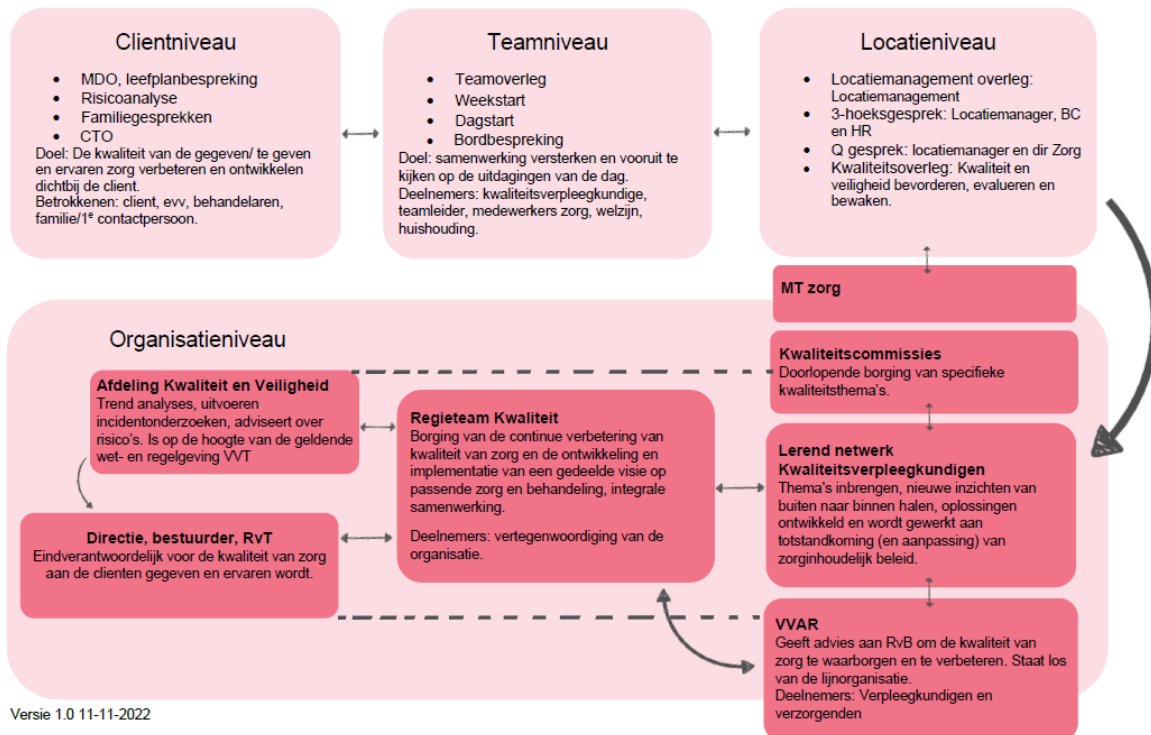 Clientniveau
• MDO, leefplanbespreking
• Risicoanalyse
• Familiegesprekken
• CTO
Doel: De kwaliteit van de gegeven/ te geven
en ervaren zorg verbeteren en ontwikkelen
dichtbij de client.
Betrokkenen: client, evv, behandelaren,
familie/1e contactpersoon.
Teamniveau
• Teamoverleg
• Weekstart
• Dagstart
• Bordbespreking
Doel: samenwerking versterken en vooruit te
kijken op de uitdagingen van de dag.
Deelnemers: kwaliteitsverpleegkundige,
teamleider, medewerkers zorg, welzijn,
huishouding.
Locatieniveau
• Locatiemanagement overleg:
Locatiemanagement
• 3-hoeksgesprek: Locatiemanager, BC
en HR
• Q gesprek: locatiemanager en dir Zorg
• Kwaliteitsoverleg: Kwaliteit en
veiligheid bevorderen, evalueren en
bewaken.
MT zorg
Organisatieniveau
Afdeling Kwaliteit en Veiligheid
Trend analyses, uitvoeren
incidentonderzoeken, adviseert over
risico's. Is op de hoogte van de geldende
wet- en regelgeving VVT
Directie, bestuurder, RvT
Eindverantwoordelijk voor de kwaliteit van zorg
aan de clienten gegeven en ervaren wordt.
Regieteam Kwaliteit
Borging van de continue verbetering van
kwaliteit van zorg en de ontwikkeling en
implementatie van een gedeelde visie op
passende zorg en behandeling, integrale
samenwerking.
Deelnemers: vertegenwoordiging van de
organisatie.
Kwaliteitscommissies
Doorlopende borging van specifieke
kwaliteitsthema's.
Lerend netwerk
Kwaliteitsverpleegkundigen
Thema's inbrengen, nieuwe inzichten van
buiten naar binnen halen, oplossingen
ontwikkeld en wordt gewerkt aan
totstandkoming (en aanpassing) van
zorginhoudelijk beleid.
VVAR
Geeft advies aan RvB om de kwaliteit van
zorg te waarborgen en te verbeteren. Staat los
van de lijnorganisatie.
Deelnemers: Verpleegkundigen en
verzorgenden
Versie 1.0 11-11-2022